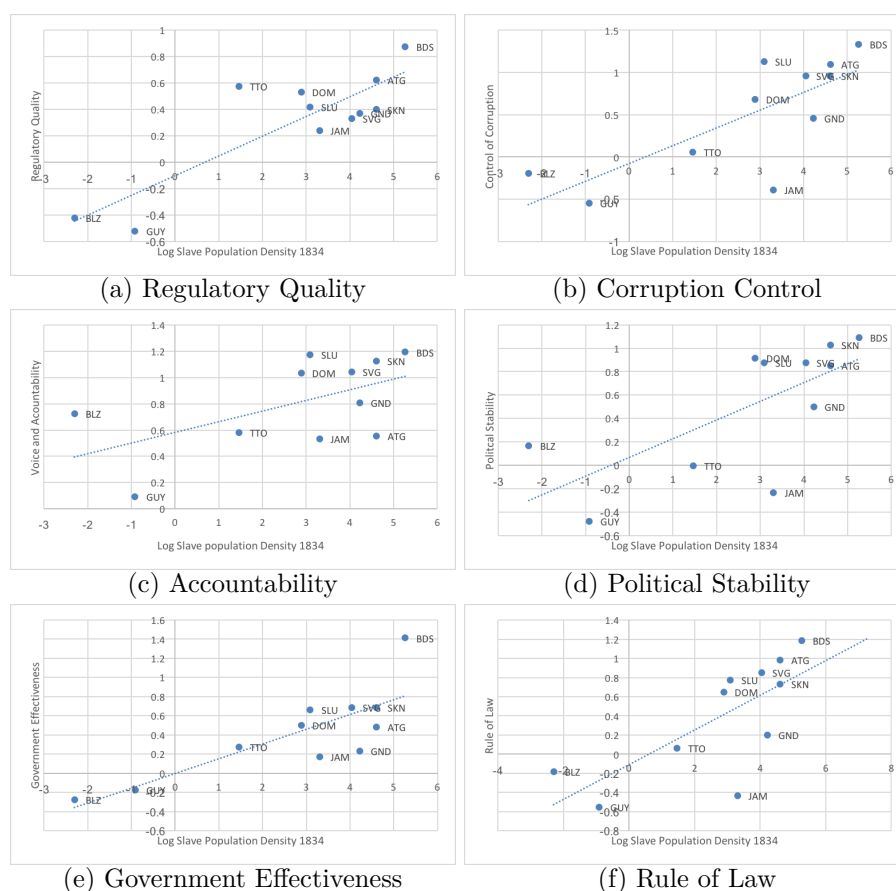 1
0.8
0.6
0.4
0.2
0
-0.2
-0.4
-0.6
-3 -2 -1 0 1 2 3 4 5 6
BDS
ATG
TTO
DOM
SLU
SKN
GND
SVG
JAM
BLZ
GUY
Regulatory Quality
Log Slave Population Density 1834
(a) Regulatory Quality
1.5
1
0.5
0
-0.5
-1
-3 -2 -1 0 1 2 3 4 5 6
BDS
SLU
ATG
SVG
SKN
DOM
GND
TTO
BLZ
JAM
GUY
Control of Corruption
Log Slave Population Density 1834
(b) Corruption Control
1.4
1.2
1
0.8
0.6
0.4
0.2
0
-3 -2 -1 0 1 2 3 4 5 6
BDS
SLU
SKN
DOM
SVG
GND
BLZ
TTO
JAM
ATG
GUY
Voice and Acountability
Log Slave population Density 1834
(c) Accountability
1.2
1
0.8
0.6
0.4
0.2
0
-0.2
-0.4
-0.6
-3 -2 -1 0 1 2 3 4 5 6
BDS
SKN
DOM
SLU
SVG
ATG
GND
BLZ
TTO
JAM
GUY
Politcal Stability
Log Slave Population Density 1834
(d) Political Stability
1.6
1.4
1.2
1
0.8
0.6
0.4
0.2
0
-0.2
-0.4
-0.6
-3 -2 -1 0 1 2 3 4 5 6
BDS
SLU
SVG
SKN
DOM
ATG
TTO
GND
JAM
GUY
BLZ
Government Effectiveness
Log Slave Population Density 1834
(e) Government Effectiveness
1.4
1.2
1
0.8
0.6
0.4
0.2
0
-0.2
-0.4
-0.6
-0.8
-4 -2 0 2 4 6 8
BDS
ATG
SVG
SLU
SKN
DOM
GND
TTO
BLZ
JAM
GUY
Rule of Law
Log Slave Population Density 1834
(f) Rule of Law